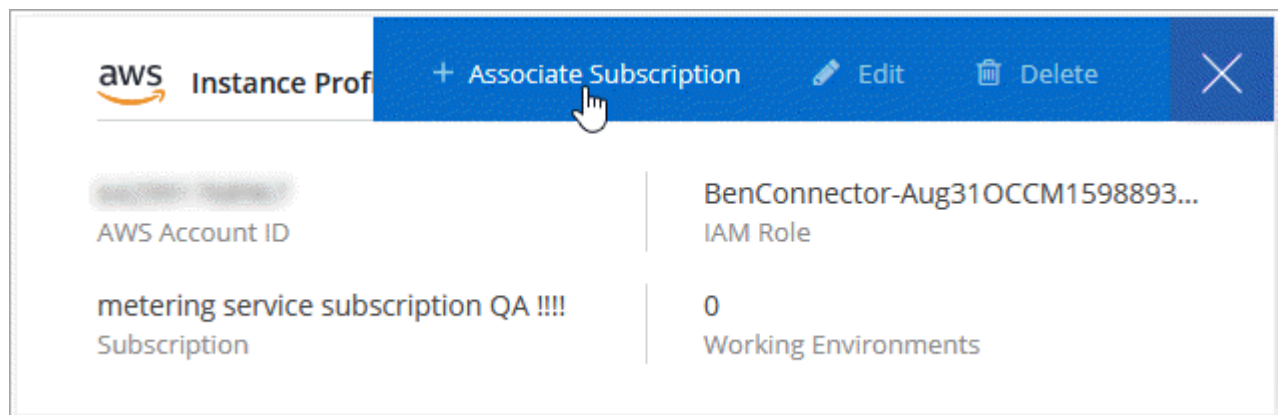 aws Instance Profi + Associate Subscription Edit Delete
BenConnector-Aug31OCCM1598893...
AWS Account ID IAM Role
metering service subscription QA !!!! 0
Subscription Working Environments